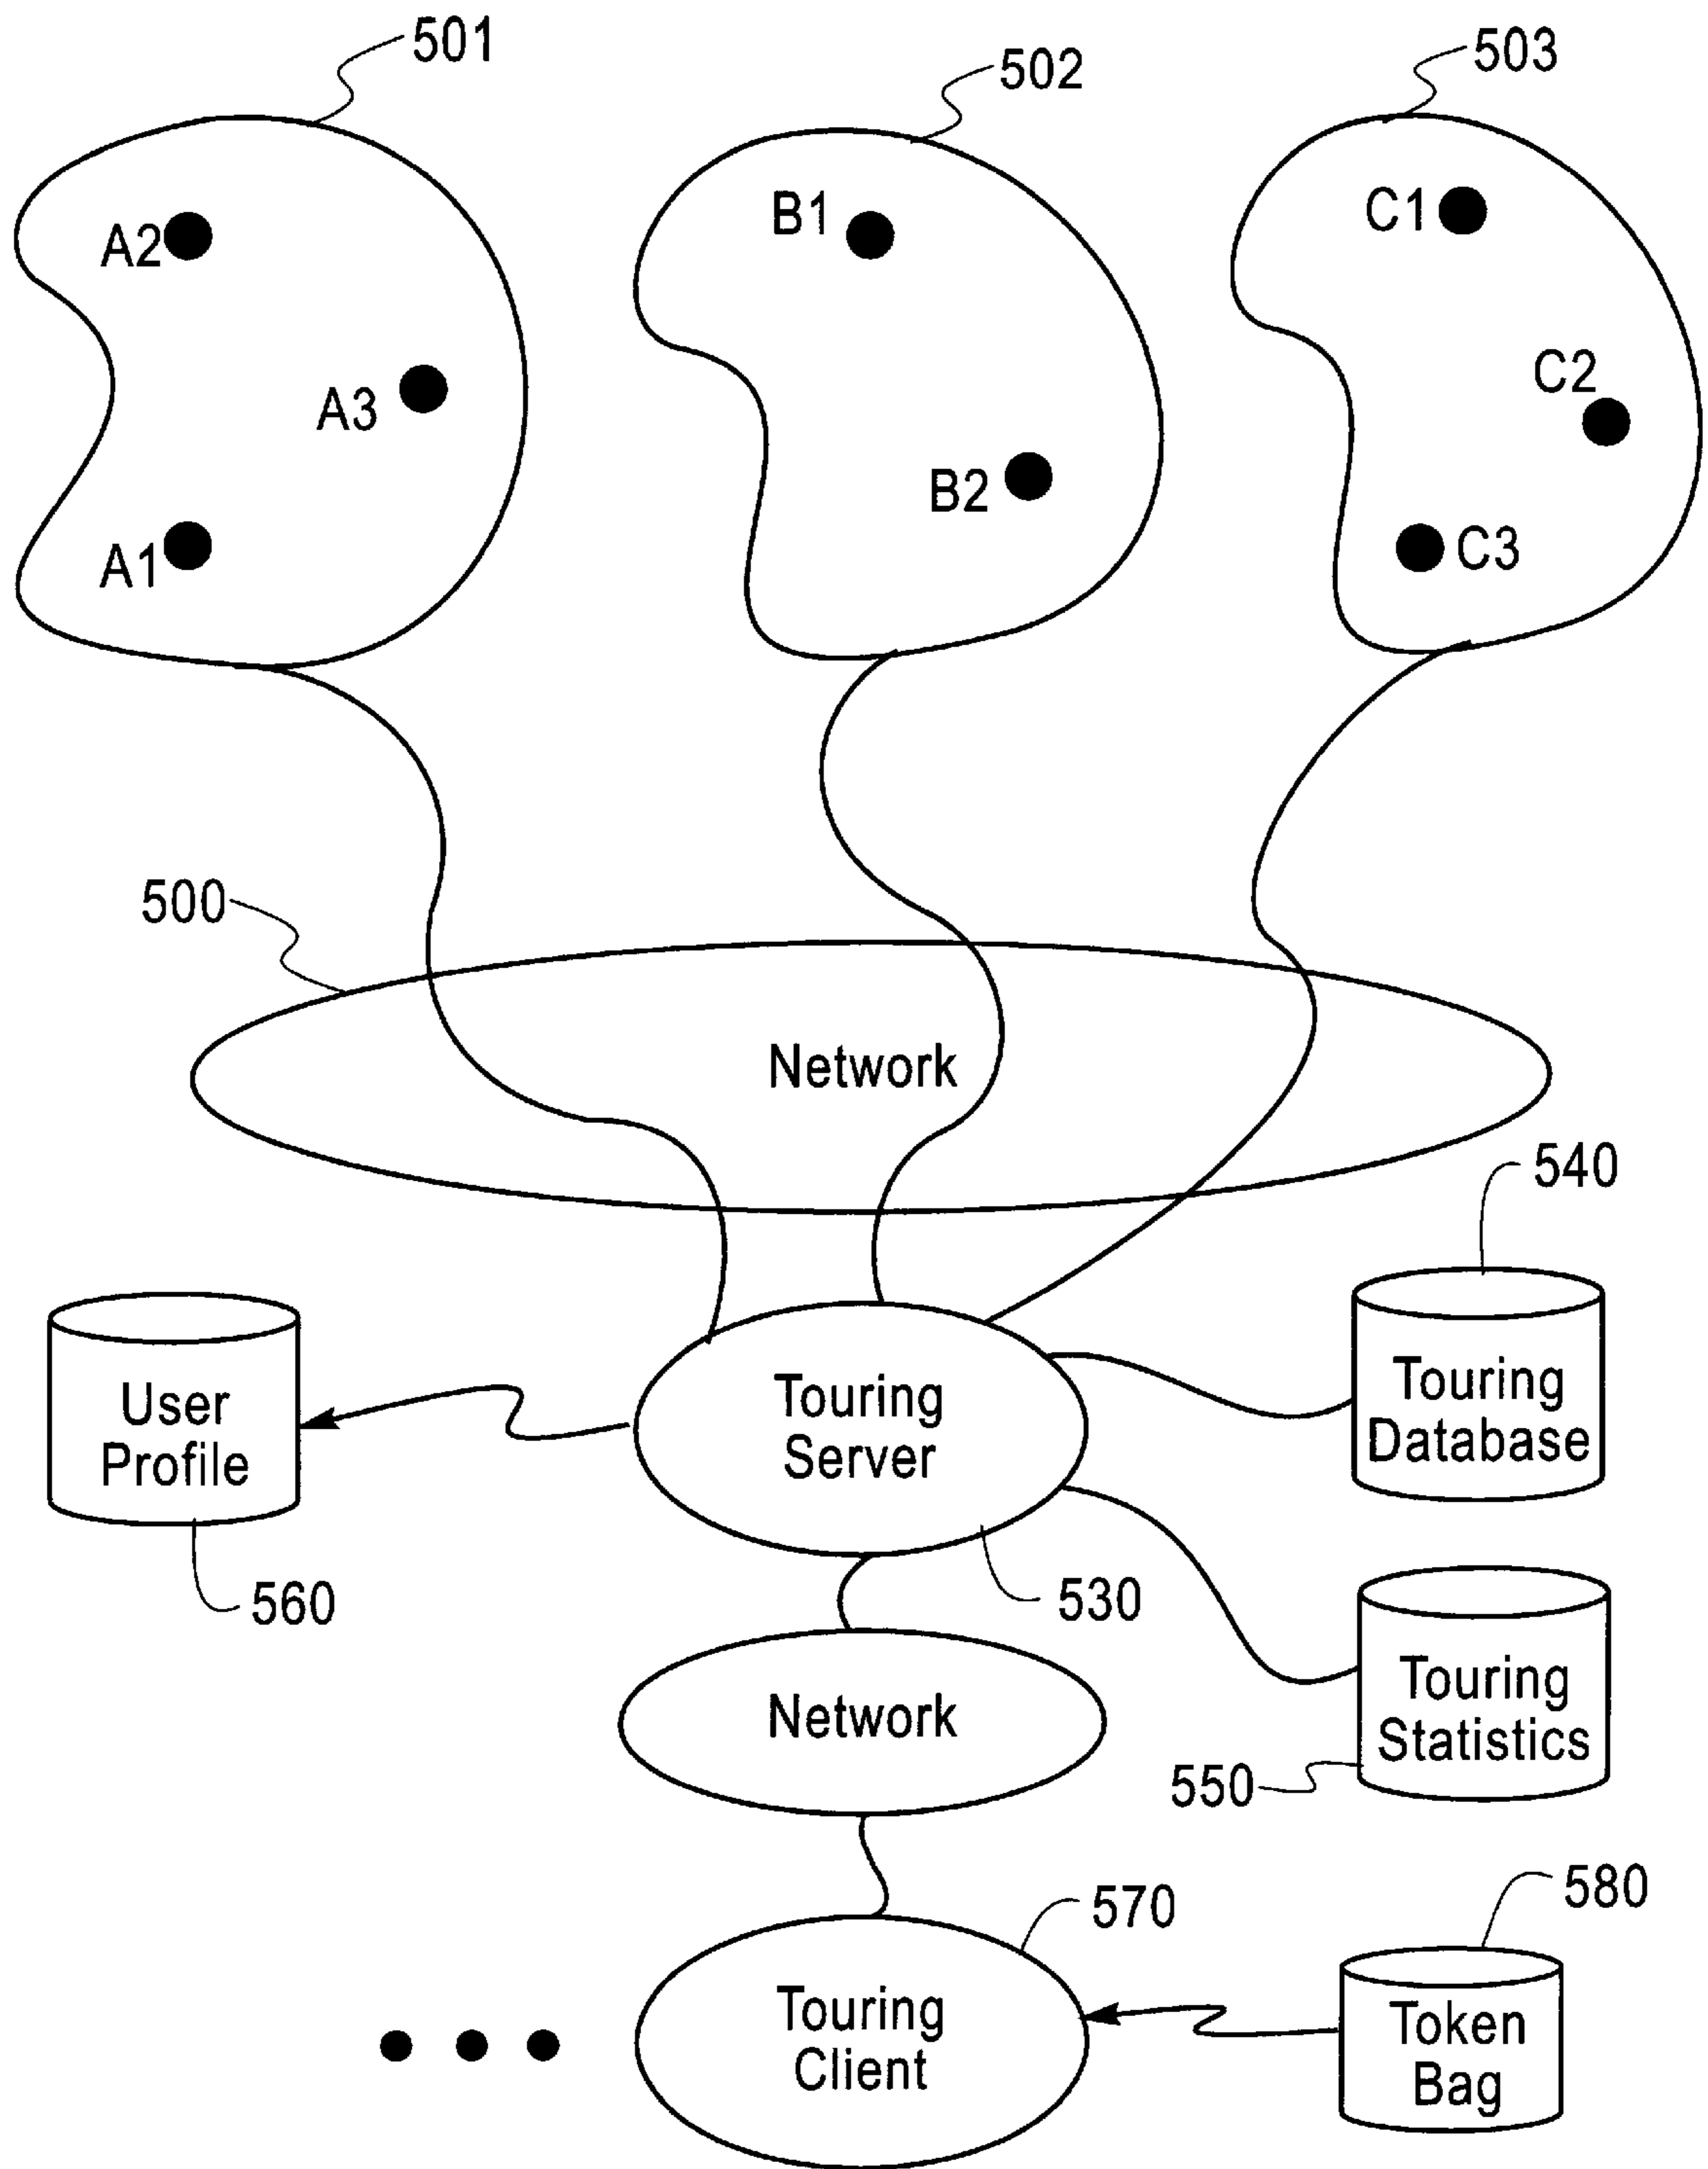 501
502
503
A2
B1
C1
A3
C2
B2
A1
C3
500
Network
540
User
Profile
Touring
Server
Touring
Database
560
530
Network
Touring
Statistics
550
570
580
Touring
Client
Token
Bag